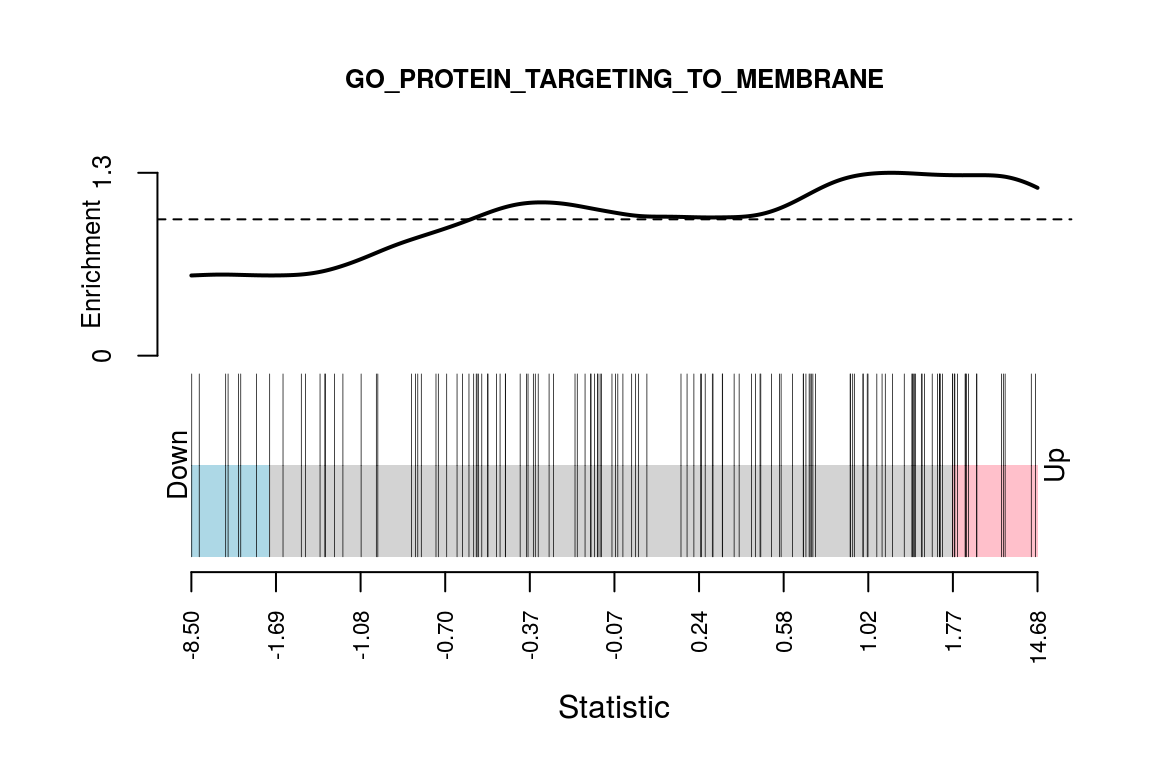 GO_PROTEIN_TARGETING_TO_MEMBRANE
Enrichment
1.3
0
Down
Up
-8.50
-1.69
-1.08
-0.70
-0.37
-0.07
0.24
0.58
1.02
1.77
14.68
Statistic